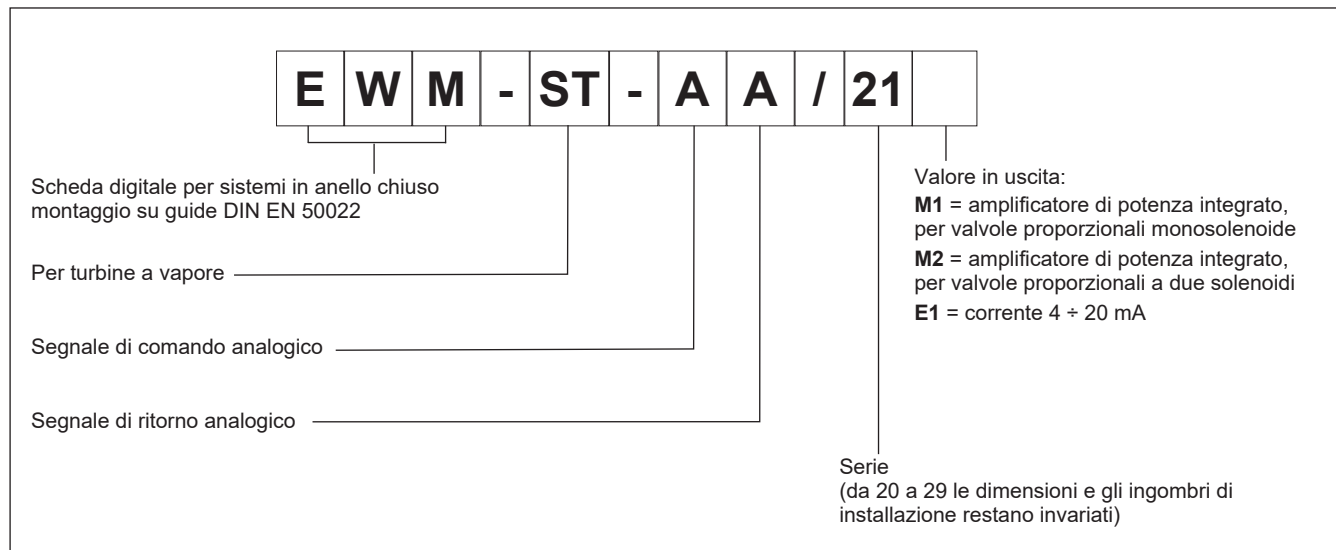 EWM-ST-AA/21
Scheda digitale per sistemi in anello chiuso
montaggio su guide DIN EN 50022
Per turbine a vapore
Segnale di comando analogico
Segnale di ritorno analogico
Valore in uscita:
M1 = amplificatore di potenza integrato,
per valvole proporzionali monosolenoide
M2 = amplificatore di potenza integrato,
per valvole proporzionali a due solenoidi
E1 = corrente 4 ÷ 20 mA
Serie
(da 20 a 29 le dimensioni e gli ingombri di
installazione restano invariati)